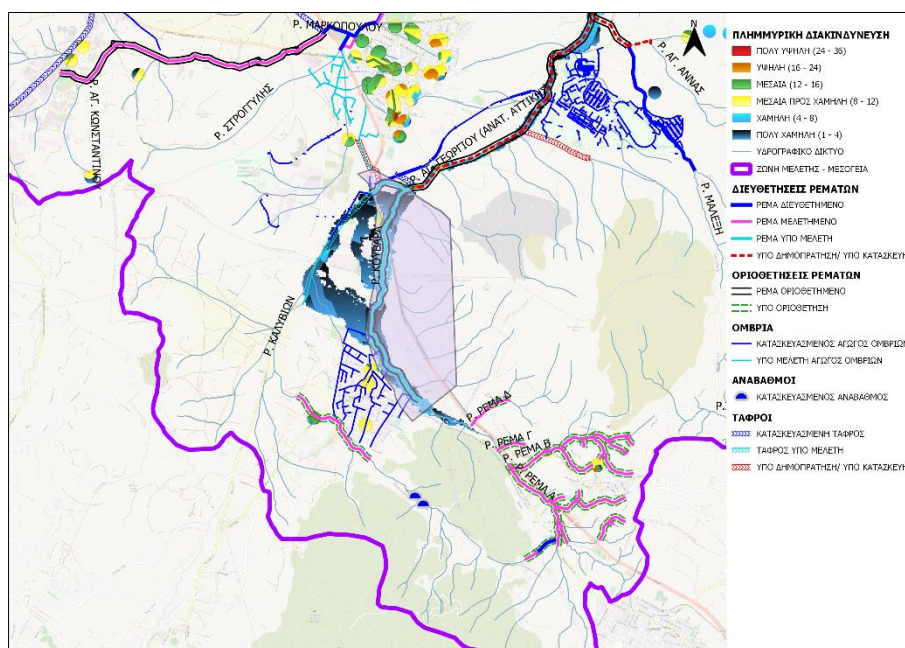 Ρ. ΜΑΡΚΟΠΟΥΛΟΥ
Ρ. ΑΓ. ΑΝΝΑΣ
Ρ. ΑΓ. ΚΩΝΣΤΑΝΤΙΝΟΥ
Ρ. ΣΤΡΟΓΓΥΛΗΣ
Ρ. ΑΓ. ΓΕΩΡΓΙΟΥ (ΑΝΑΤ. ΑΤΤΙΚΗΣ
Ρ. ΜΑΛΕΞΗ
Ρ. ΚΟΥΒΑΡΑ
Ρ. ΚΑΛΥΒΙΩΝ
Ρ. ΡΕΜΑ Δ
Ρ. ΡΕΜΑ Γ
Ρ. ΡΕΜΑ Β
Ρ. ΡΕΜΑ Α
Ρ.
N
ΠΛΗΜΜΥΡΙΚΗ ΔΙΑΚΙΝΔΥΝΕΥΣΗ
ΠΟΛΥ ΥΨΗΛΗ (24 - 36)
ΥΨΗΛΗ (16 - 24)
ΜΕΣΑΙΑ (12 - 16)
ΜΕΣΑΙΑ ΠΡΟΣ ΧΑΜΗΛΗ (8 - 12)
ΧΑΜΗΛΗ (4 - 8)
ΠΟΛΥ ΧΑΜΗΛΗ (1 - 4)
ΥΔΡΟΓΡΑΦΙΚΟ ΔΙΚΤΥΟ
ΖΩΝΗ ΜΕΛΕΤΗΣ - ΜΕΣΟΓΕΙΑ
ΔΙΕΥΘΕΤΗΣΕΙΣ ΡΕΜΑΤΩΝ
ΡΕΜΑ ΔΙΕΥΘΕΤΗΜΕΝΟ
ΡΕΜΑ ΜΕΛΕΤΗΜΕΝΟ
ΡΕΜΑ ΥΠΟ ΜΕΛΕΤΗ
ΥΠΟ ΔΗΜΟΠΡΑΤΗΣΗ/ ΥΠΟ ΚΑΤΑΣΚΕΥΗ
ΟΡΙΟΘΕΤΗΣΕΙΣ ΡΕΜΑΤΩΝ
ΡΕΜΑ ΟΡΙΟΘΕΤΗΜΕΝΟ
ΥΠΟ ΟΡΙΟΘΕΤΗΣΗ
ΟΜΒΡΙΑ
ΚΑΤΑΣΚΕΥΑΣΜΕΝΟΣ ΑΓΩΓΟΣ ΟΜΒΡΙΩΝ
ΥΠΟ ΜΕΛΕΤΗ ΑΓΩΓΟΣ ΟΜΒΡΙΩΝ
ΑΝΑΒΑΘΜΟΙ
ΚΑΤΑΣΚΕΥΑΣΜΕΝΟΣ ΑΝΑΒΑΘΜΟΣ
ΤΑΦΡΟΙ
ΚΑΤΑΣΚΕΥΑΣΜΕΝΗ ΤΑΦΡΟΣ
ΤΑΦΡΟΣ ΥΠΟ ΜΕΛΕΤΗ
ΥΠΟ ΔΗΜΟΠΡΑΤΗΣΗ/ ΥΠΟ ΚΑΤΑΣΚΕΥΗ